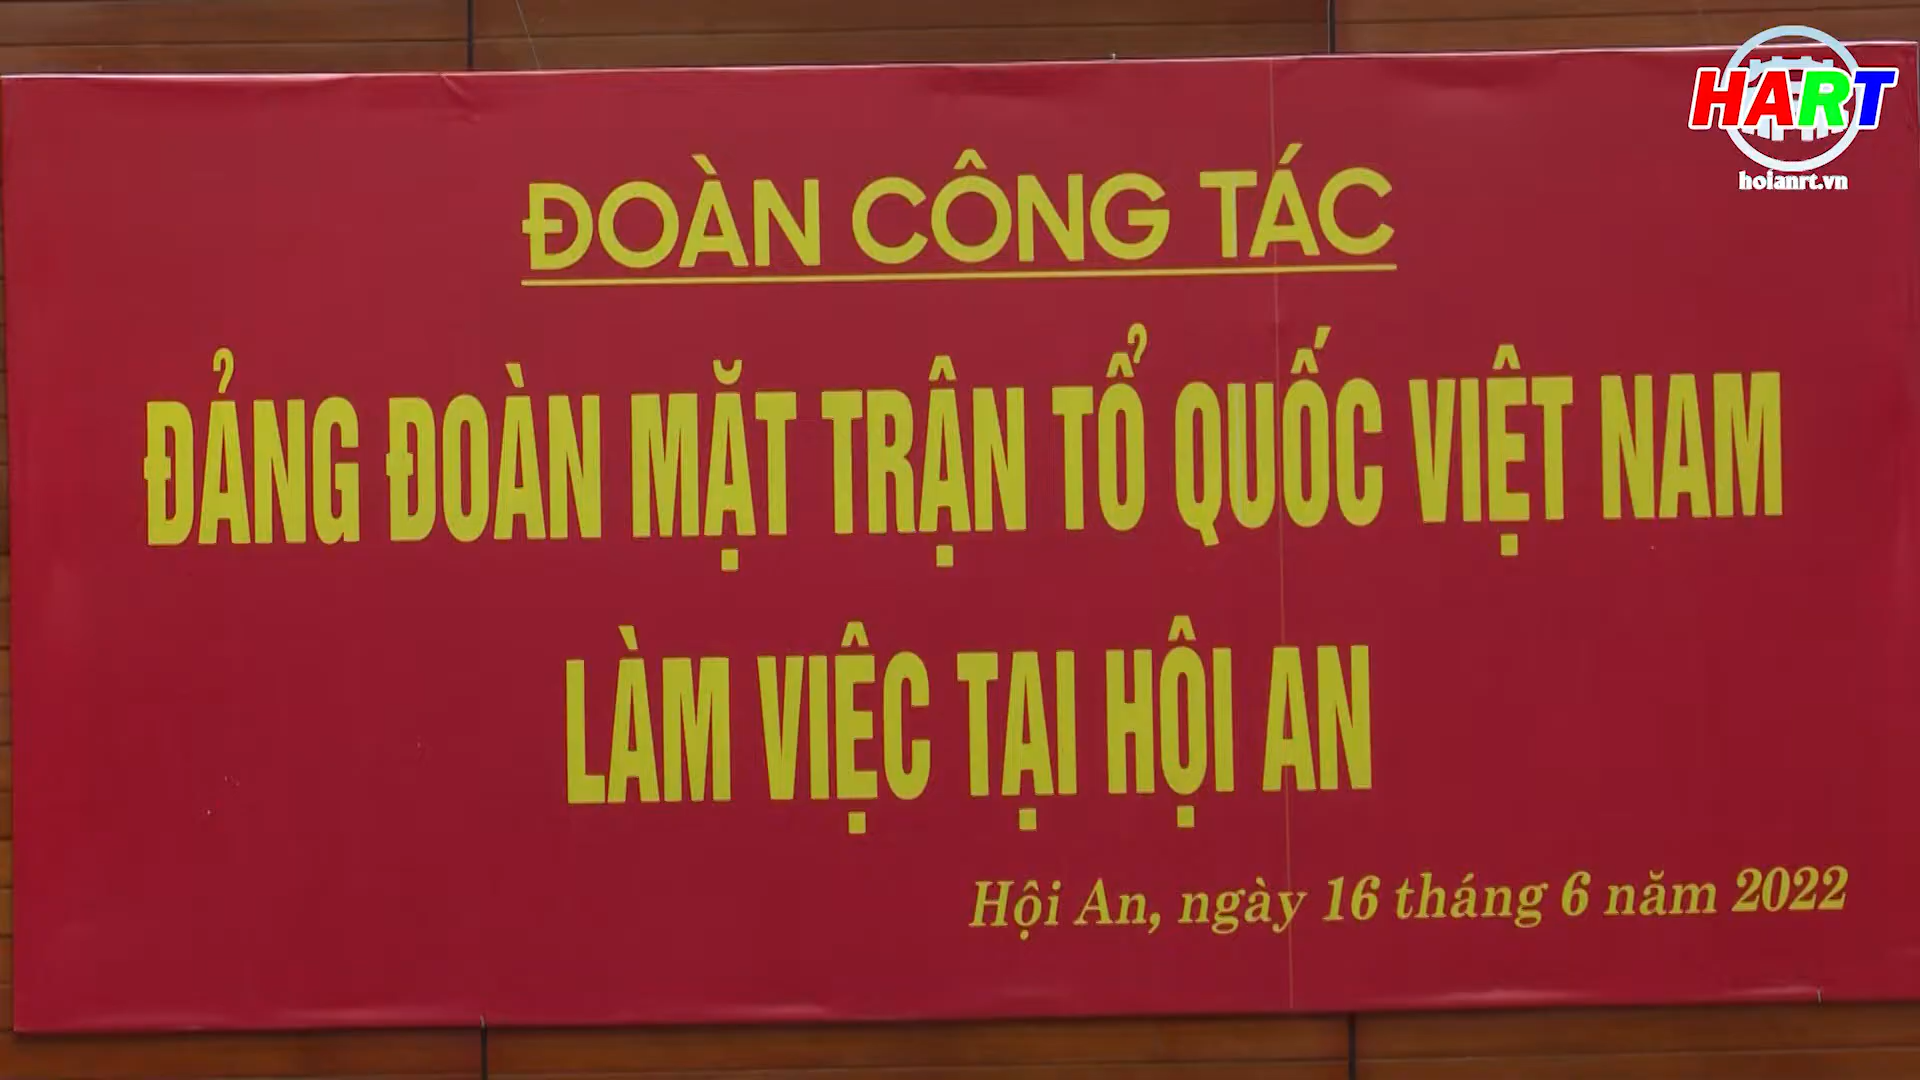 HART
hoianrt.vn
ĐOÀN CÔNG TÁC
ĐẢNG ĐOÀN MẶT TRẬN TỔ QUỐC VIỆT NAM
LÀM VIỆC TẠI HỘI AN
Hội An, ngày 16 tháng 6 năm 2022